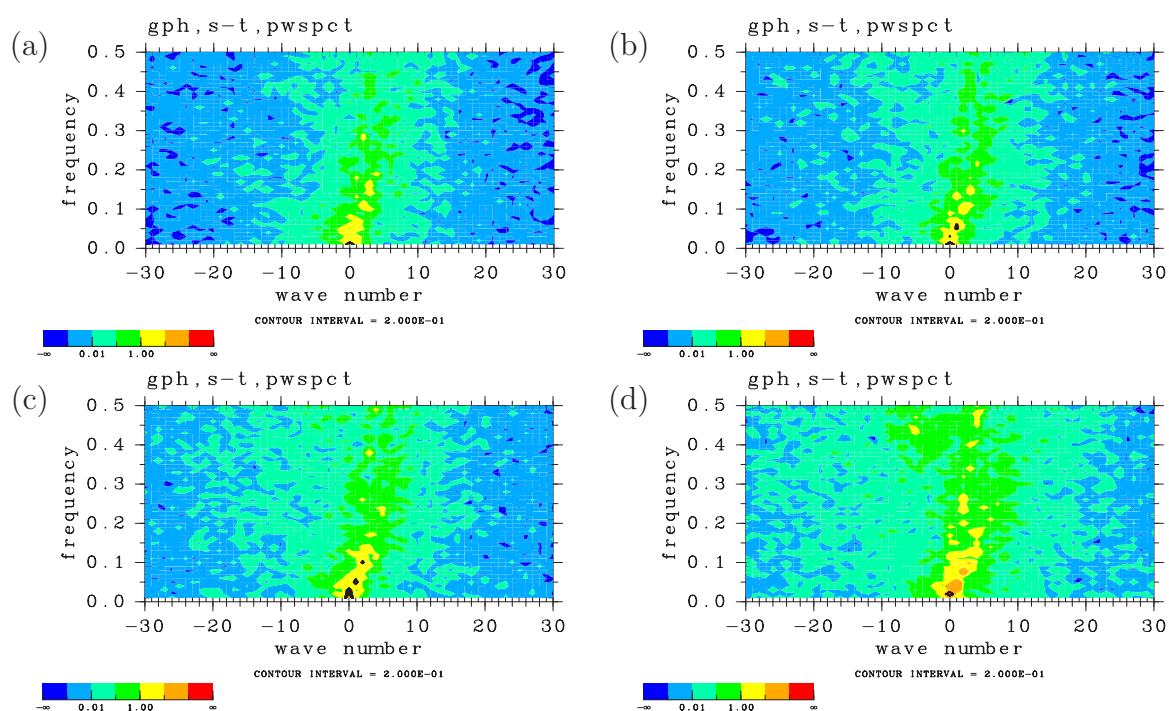 (a)
gph,s−t,pwspct
frequency
0.5
0.4
0.3
0.2
0.1
0.0
−30 −20 −10 0 10 20 30
wave number
CONTOUR INTERVAL = 2.000E−01
−∞ 0.01 1.00 ∞
(b)
gph,s−t,pwspct
frequency
0.5
0.4
0.3
0.2
0.1
0.0
−30 −20 −10 0 10 20 30
wave number
CONTOUR INTERVAL = 2.000E−01
−∞ 0.01 1.00 ∞
(c)
gph,s−t,pwspct
frequency
0.5
0.4
0.3
0.2
0.1
0.0
−30 −20 −10 0 10 20 30
wave number
CONTOUR INTERVAL = 2.000E−01
−∞ 0.01 1.00 ∞
(d)
gph,s−t,pwspct
frequency
0.5
0.4
0.3
0.2
0.1
0.0
−30 −20 −10 0 10 20 30
wave number
CONTOUR INTERVAL = 2.000E−01
−∞ 0.01 1.00 ∞